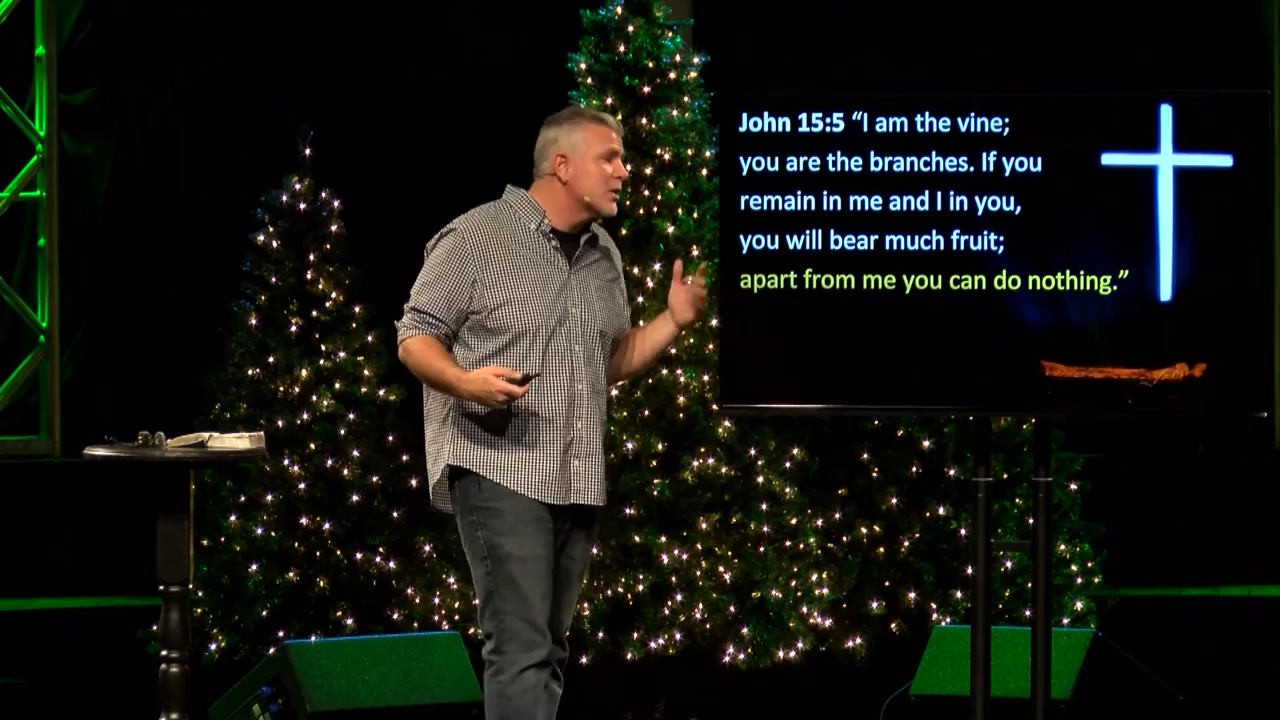 John 15:5 “I am the vine;
you are the branches. If you
remain in me and I in you,
you will bear much fruit;
apart from me you can do nothing.”